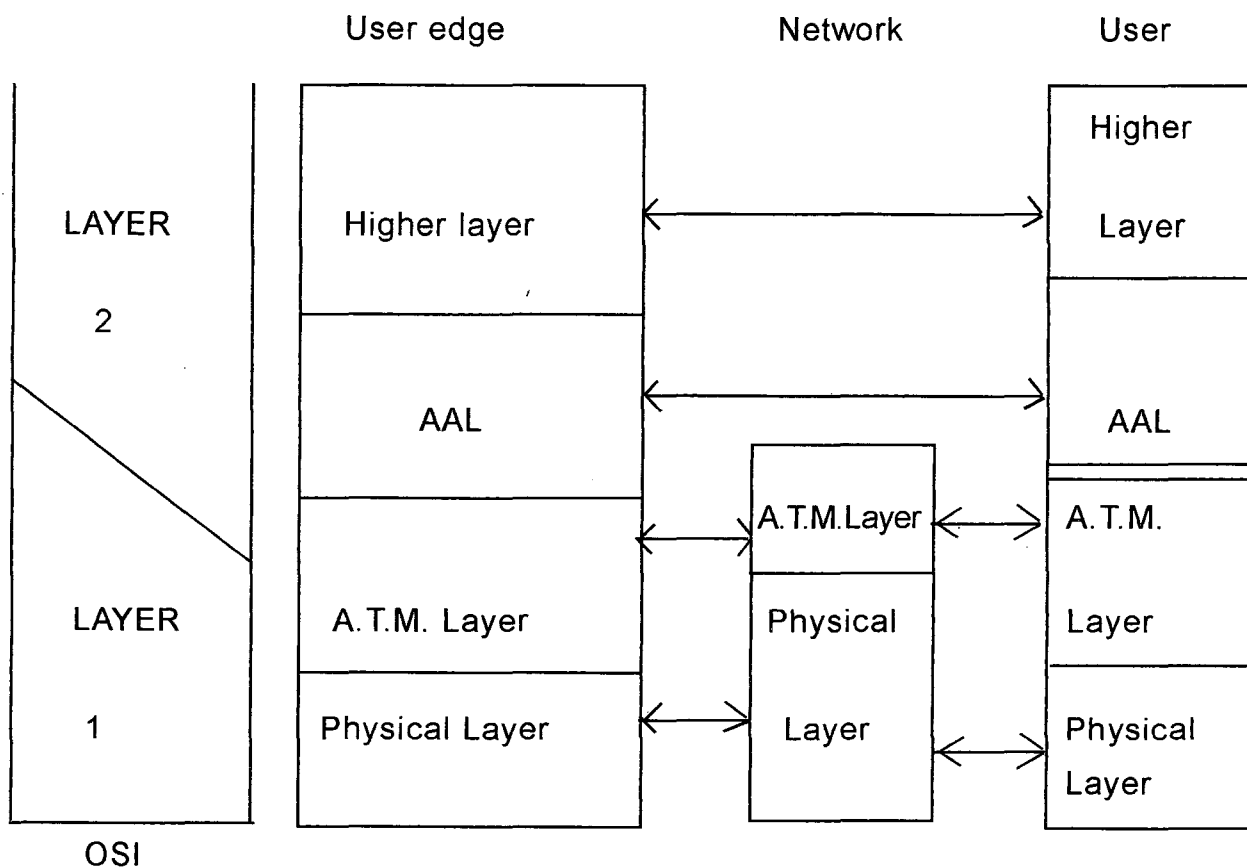 User edge
Network
User
LAYER
2
LAYER
1
OSI
Higher layer
AAL
A.T.M. Layer
Physical Layer
A.T.M.Layer
Physical
Layer
Higher
Layer
AAL
A.T.M.
Layer
Physical
Layer